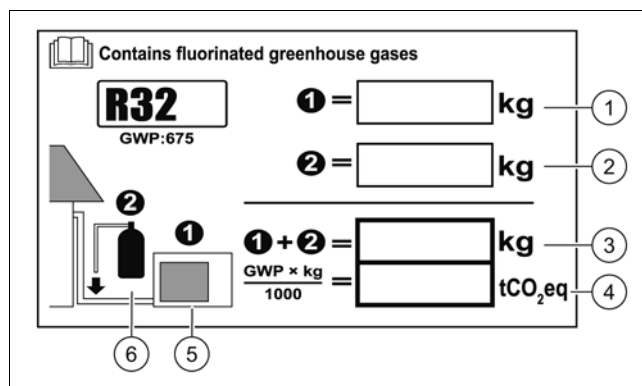 Contains fluorinated greenhouse gases
R32
GWP:675
❶ = kg ①
❷ = kg ②
❷
❶
❶+❷ = kg ③
GWP × kg
1000
= tCO₂eq ④
⑥ ⑤